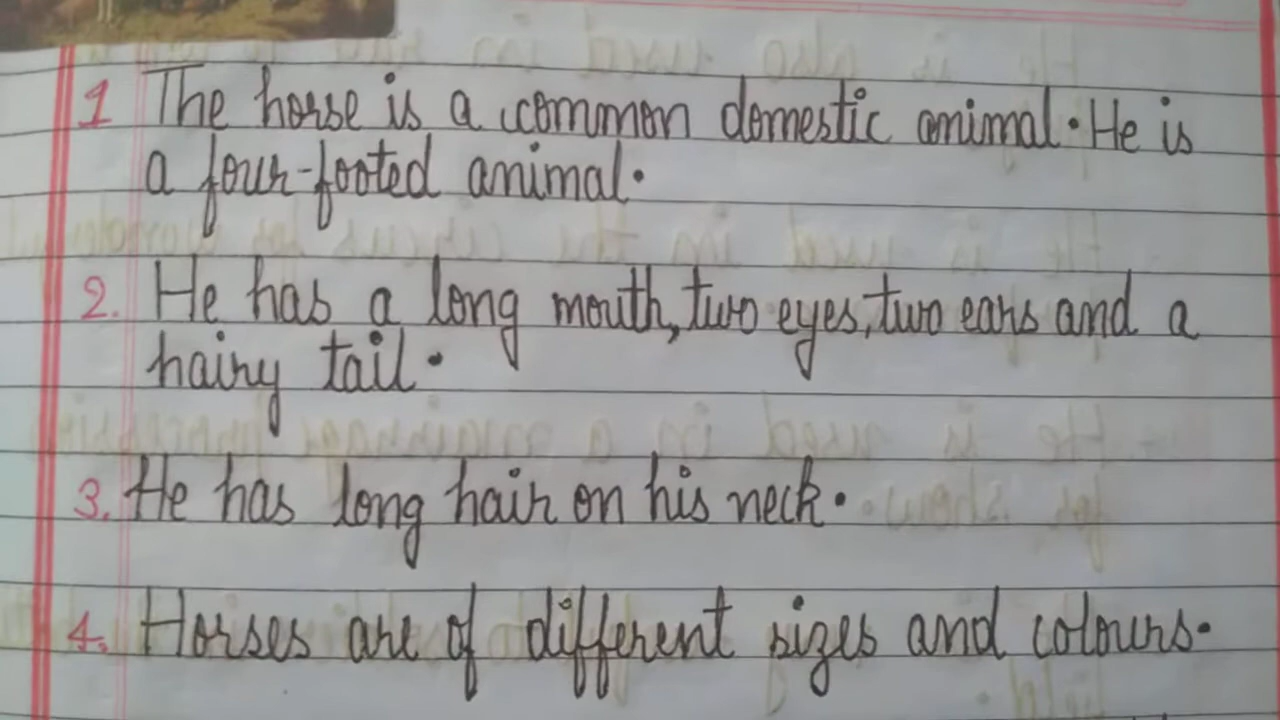 1 The horse is a common domestic animal. He is
a four-footed animal.
2. He has a long mouth, two eyes, two ears and a
hairy tail.
3. He has long hair on his neck.
4. Horses are of different sizes and colours.